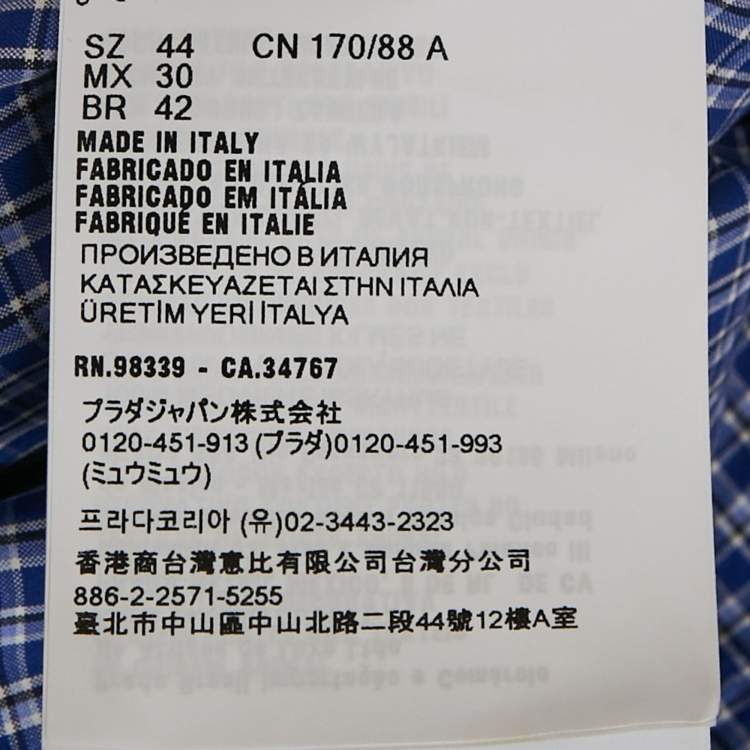 SZ 44 CN 170/88 A
MX 30
BR 42
MADE IN ITALY
FABRICADO EN ITALIA
FABRICADO EM ITÁLIA
FABRIQUÉ EN ITALIE
ПРОИЗВЕДЕНО В ИТАЛИЯ
ΚΑΤΑΣΚΕΥΑΖΕΤΑΙ ΣΤΗΝ ΙΤΑΛΙΑ
ÜRETİM YERİ İTALYA
RN.98339 - CA.34767
プラダジャパン株式会社
0120-451-913 (プラダ)0120-451-993
(ミュウミュウ)
프라다코리아 (유)02-3443-2323
香港商台灣意比有限公司台灣分公司
886-2-2571-5255
臺北市中山區中山北路二段44號12樓A室